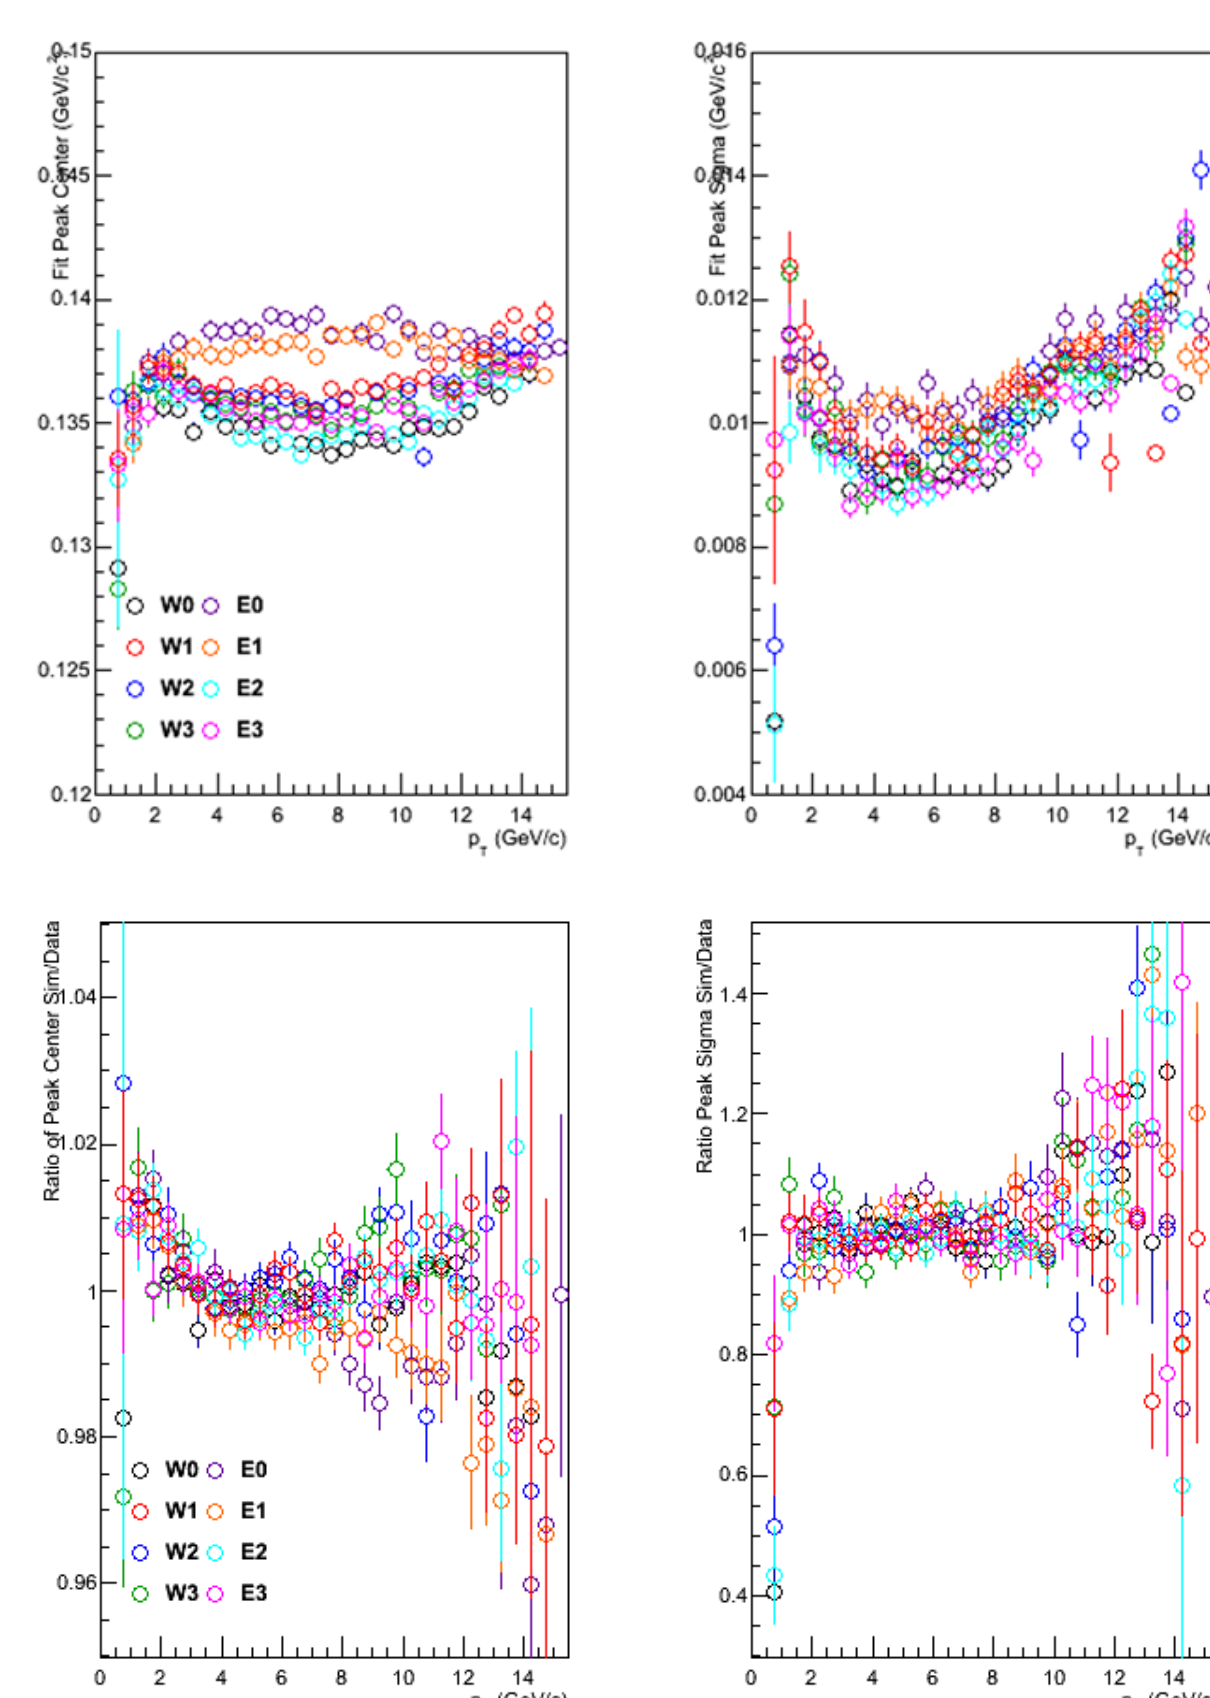 Fit Peak Center (GeV/c²)
0.15
0.145
0.14
0.135
0.13
0.125
0.12
W0 E0
W1 E1
W2 E2
W3 E3
0 2 4 6 8 10 12 14
p_T (GeV/c)
Fit Peak Sigma (GeV/c²)
0.016
0.014
0.012
0.01
0.008
0.006
0.004
0 2 4 6 8 10 12 14
p_T (GeV/c
Ratio of Peak Center Sim/Data
1.04
1.02
1
0.98
0.96
W0 E0
W1 E1
W2 E2
W3 E3
0 2 4 6 8 10 12 14
(GeV/c)
Ratio Peak Sigma Sim/Data
1.4
1.2
1
0.8
0.6
0.4
0 2 4 6 8 10 12 14
(GeV/c